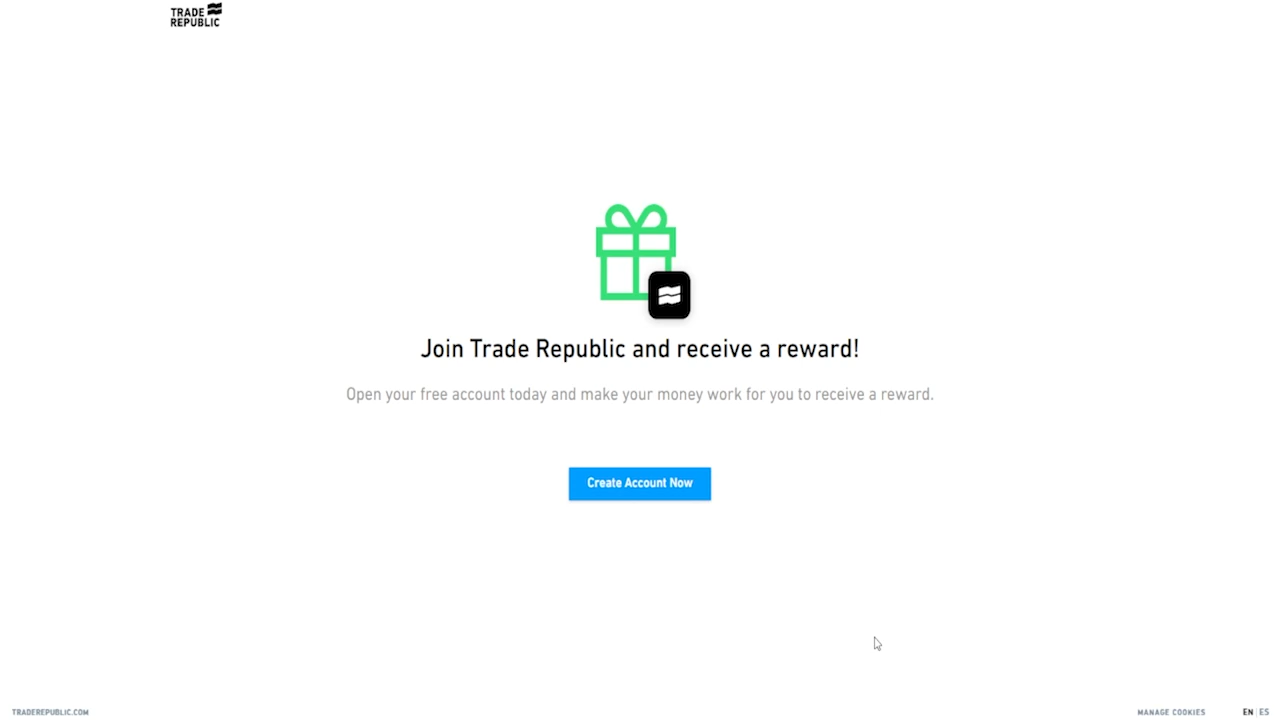 TRADE
REPUBLIC
Join Trade Republic and receive a reward!
Open your free account today and make your money work for you to receive a reward.
Create Account Now
TRADEREPUBLIC.COM
MANAGE COOKIES
EN | ES